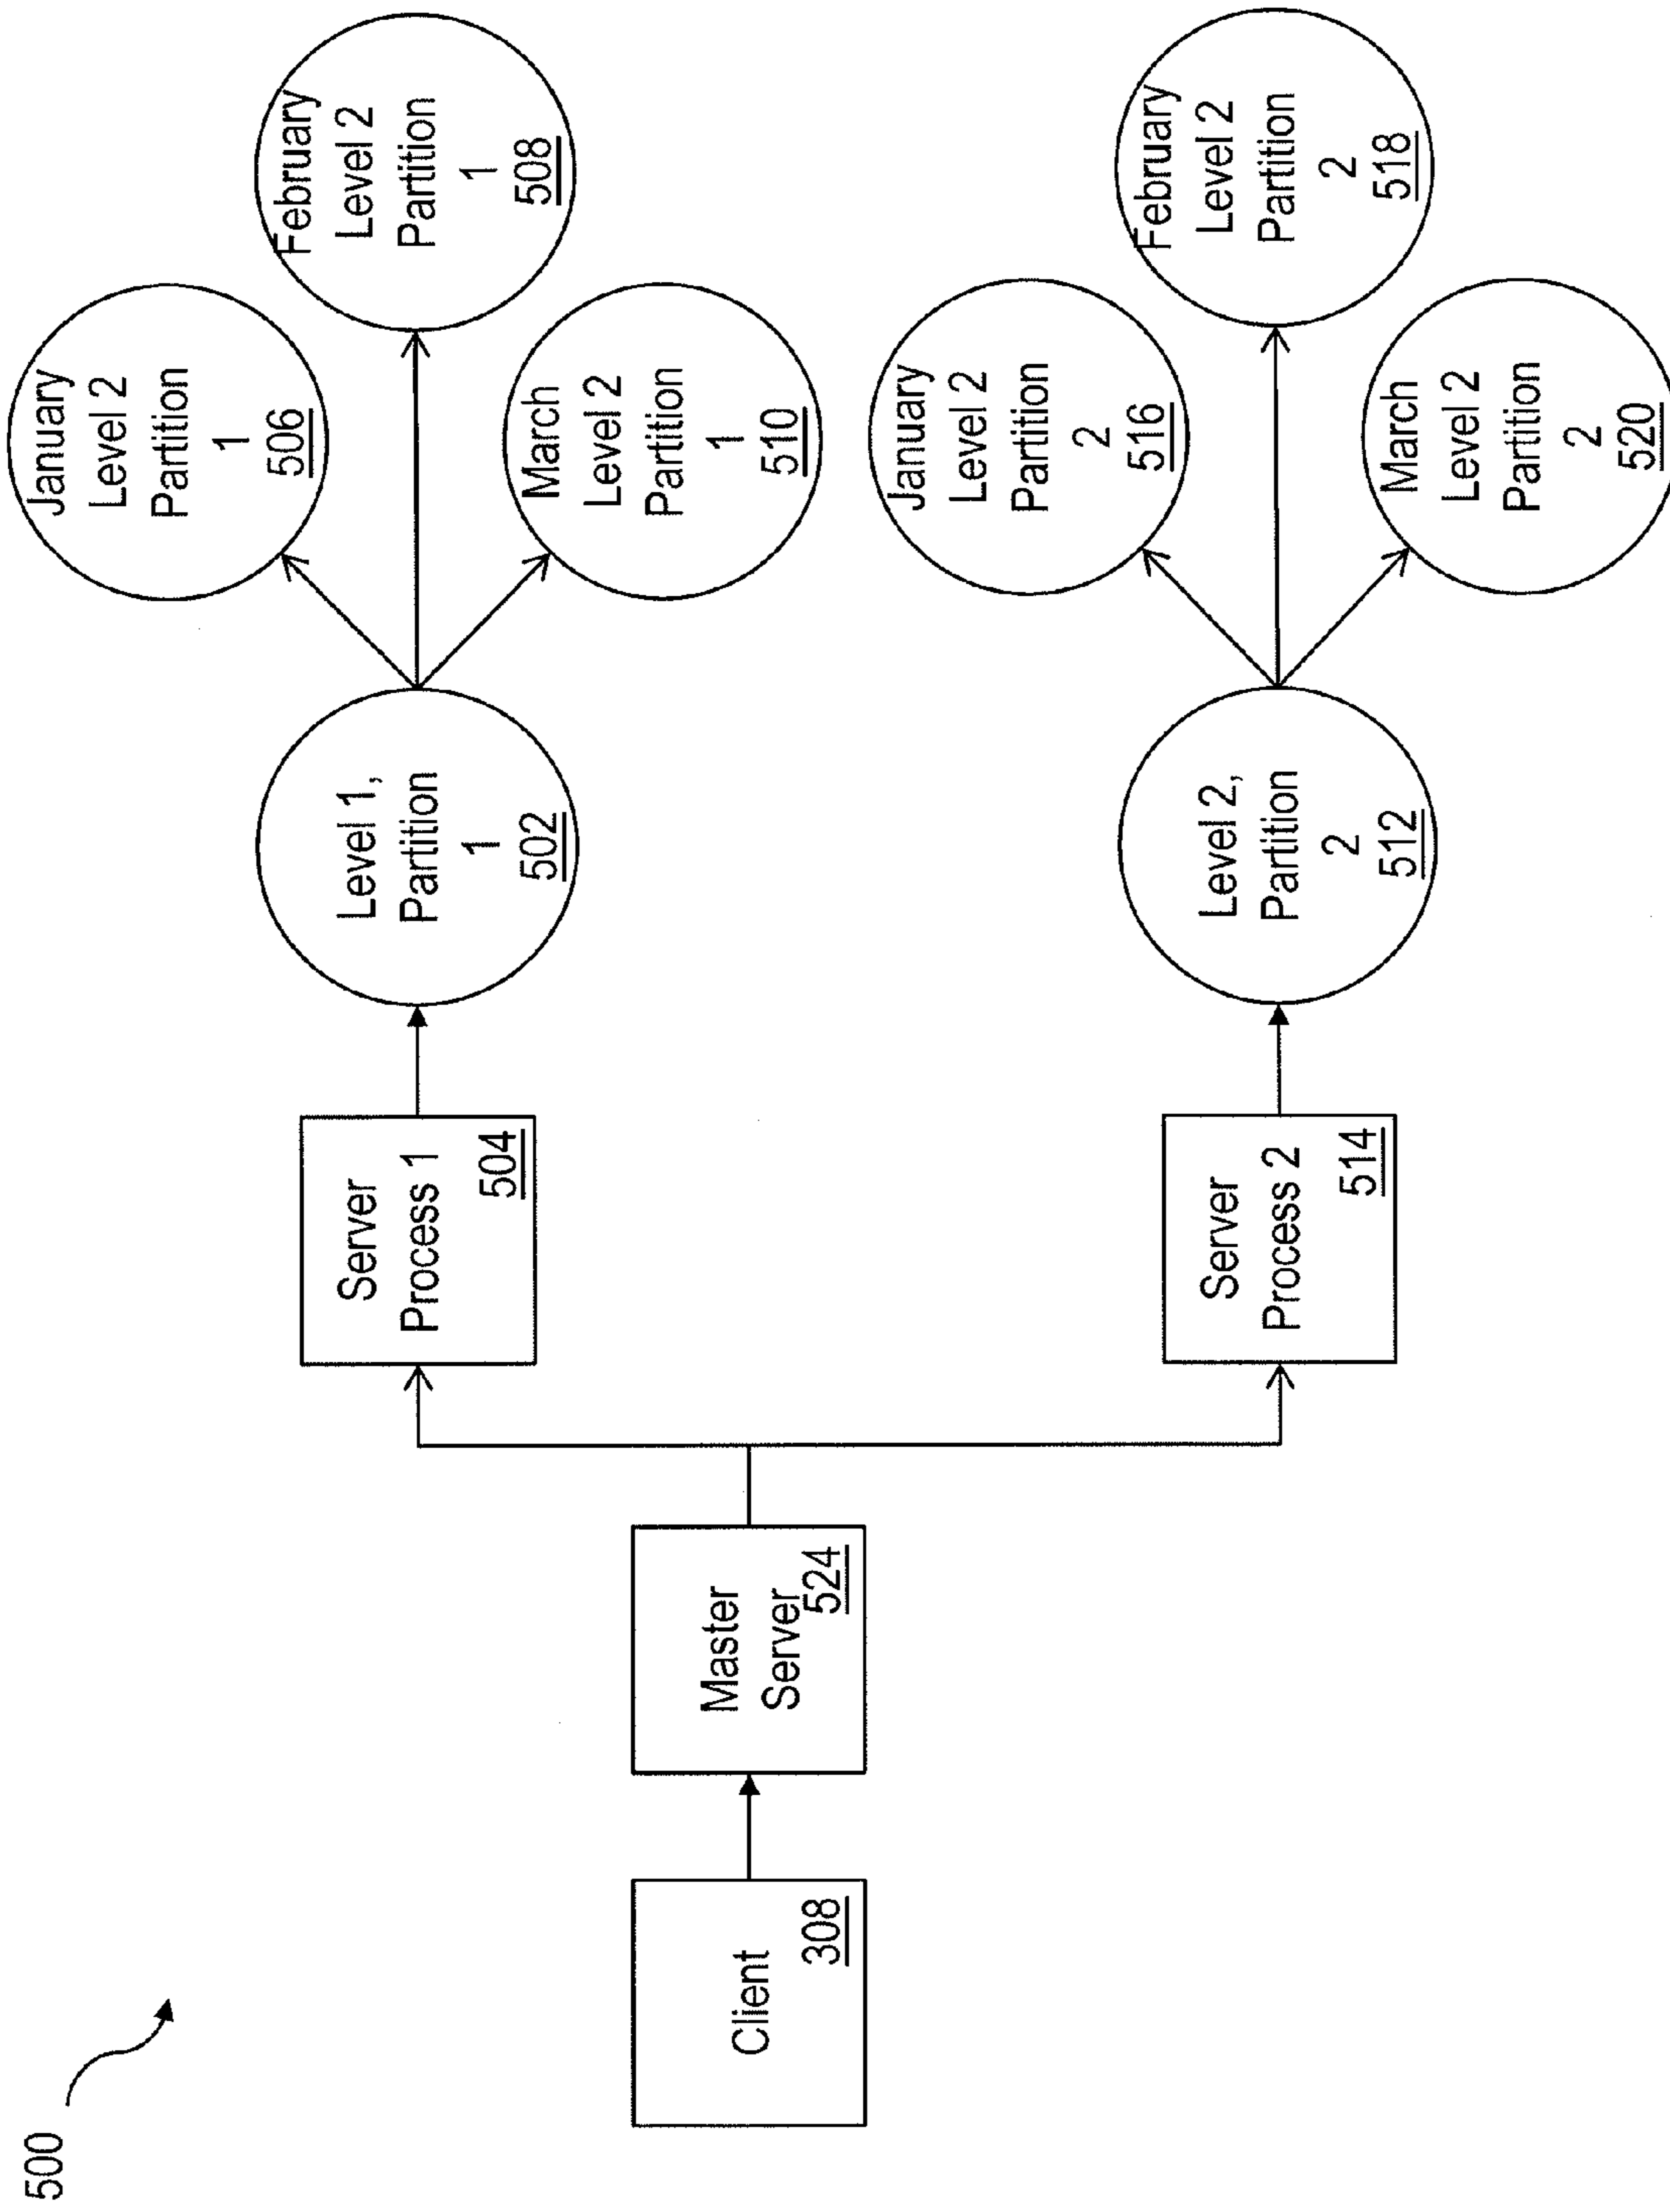 500
Client
308
Master
Server
524
Server
Process 1
504
Level 1,
Partition
1
502
January
Level 2
Partition
1
506
February
Level 2
Partition
1
508
March
Level 2
Partition
1
510
Server
Process 2
514
Level 2,
Partition
2
512
January
Level 2
Partition
2
516
February
Level 2
Partition
2
518
March
Level 2
Partition
2
520